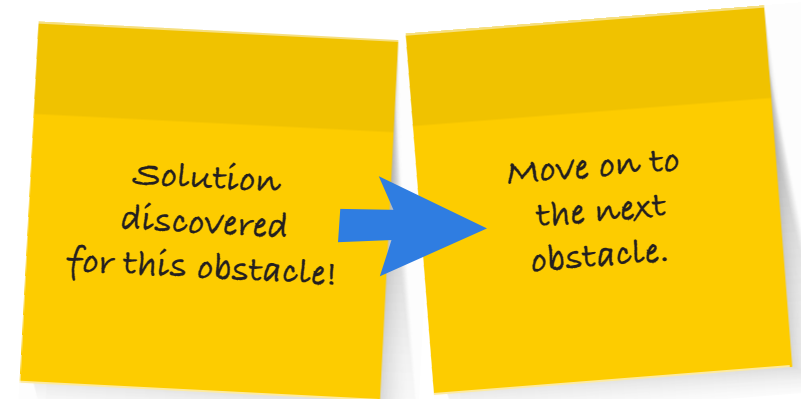 Solution
discovered
for this obstacle!
Move on to
the next
obstacle.